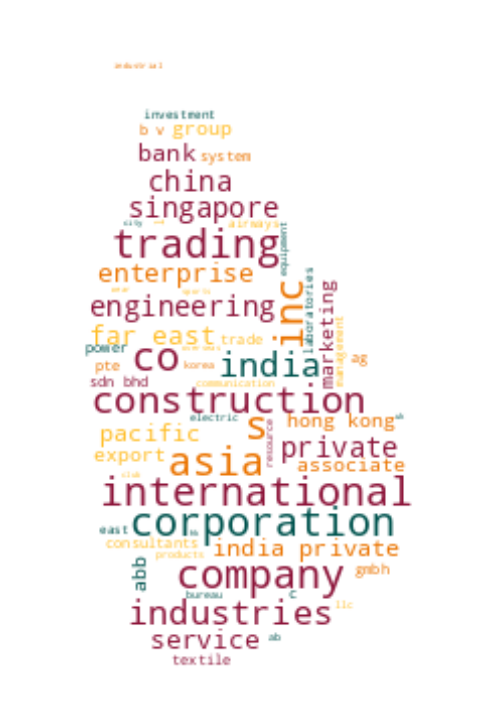 industrial
investment
b v group
bank system
china
singapore
city airways
trading
equipment
enterprise
laboratories
engineering inc marketing
far east trade management
power co india ag
pte korea
sdn bhd communication
construction
electric s hong kong
pacific resource private
export asia associate
international
east corporation
consultants india private
products
abb company gmbh
bureau c
industries llc
service ab
textile